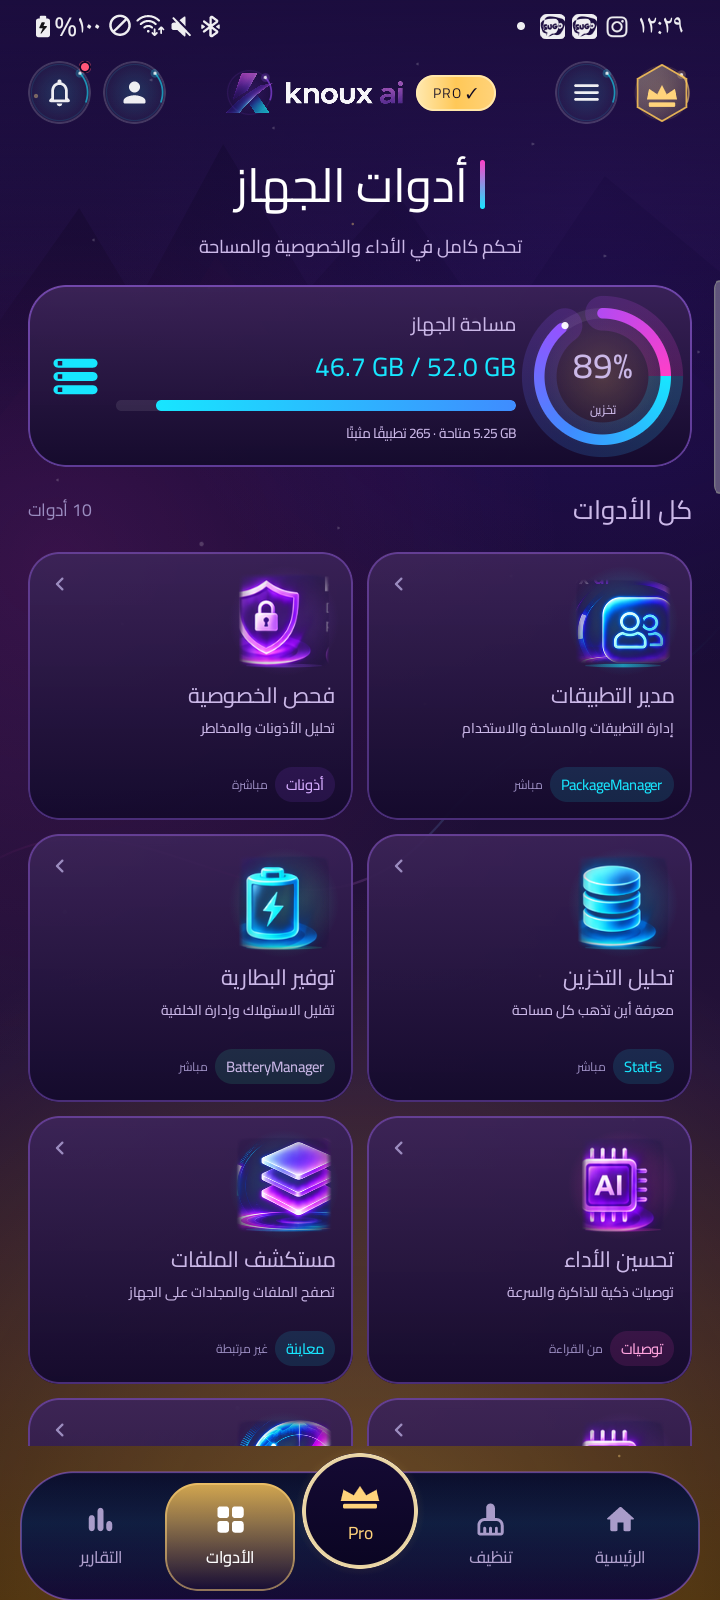 %١٠٠
١٢:٢٩
knoux ai
PRO ✓
أدوات الجهاز
تحكم كامل في الأداء والخصوصية والمساحة
89%
تخزين
مساحة الجهاز
46.7 GB / 52.0 GB
5.25 GB متاحة · 265 تطبيقًا مثبتًا
كل الأدوات
10 أدوات
مدير التطبيقات
إدارة التطبيقات والمساحة والاستخدام
PackageManager
مباشر
فحص الخصوصية
تحليل الأذونات والمخاطر
أذونات
مباشرة
تحليل التخزين
معرفة أين تذهب كل مساحة
StatFs
مباشر
توفير البطارية
تقليل الاستهلاك وإدارة الخلفية
BatteryManager
مباشر
AI
تحسين الأداء
توصيات ذكية للذاكرة والسرعة
توصيات
من القراءة
مستكشف الملفات
تصفح الملفات والمجلدات على الجهاز
معاينة
غير مرتبطة
الرئيسية
تنظيف
Pro
الأدوات
التقارير